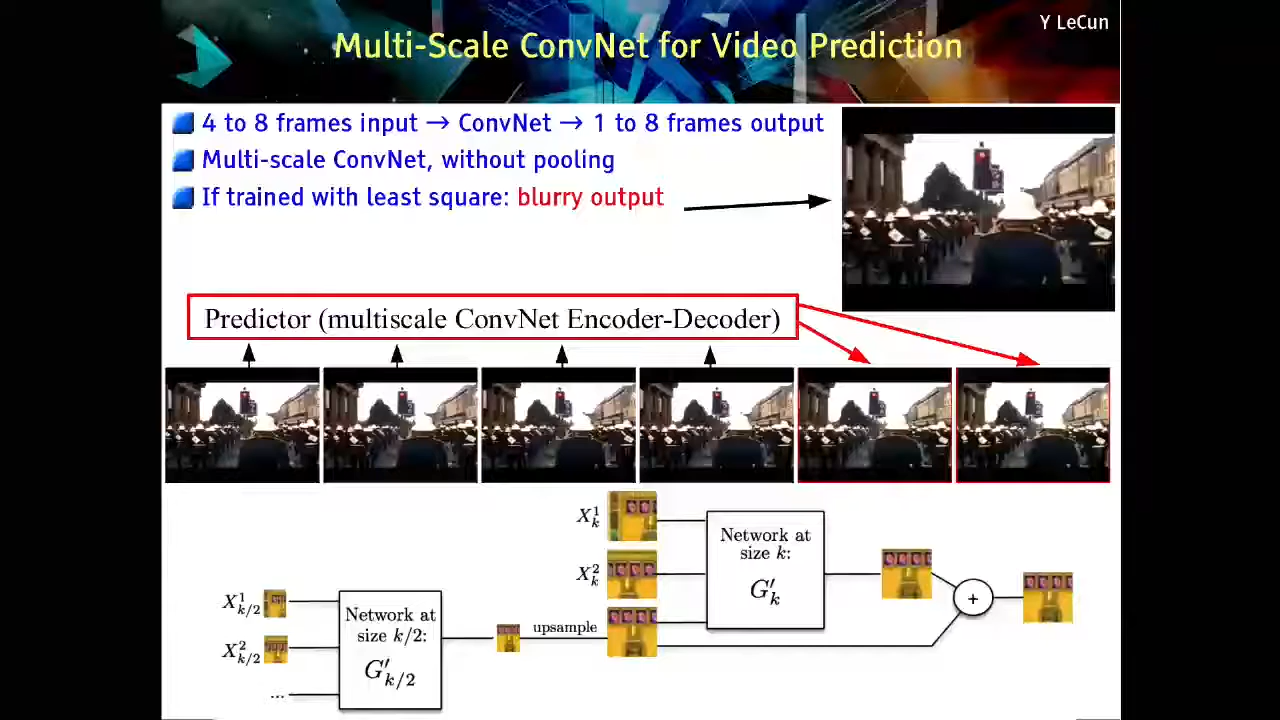 Y LeCun
Multi-Scale ConvNet for Video Prediction
4 to 8 frames input → ConvNet → 1 to 8 frames output
Multi-scale ConvNet, without pooling
If trained with least square: blurry output
Predictor (multiscale ConvNet Encoder-Decoder)
X¹ₖ
Network at
size k:
G′ₖ
X²ₖ
+
X¹ₖ/₂
Network at
size k/2:
G′ₖ/₂
upsample
X²ₖ/₂
...